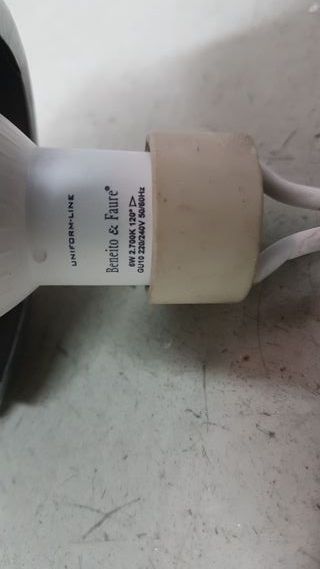 UNIFORM-LINE
Beneito & Faure®
6W 2.700K 120°
GU10 220/240V 50/60Hz